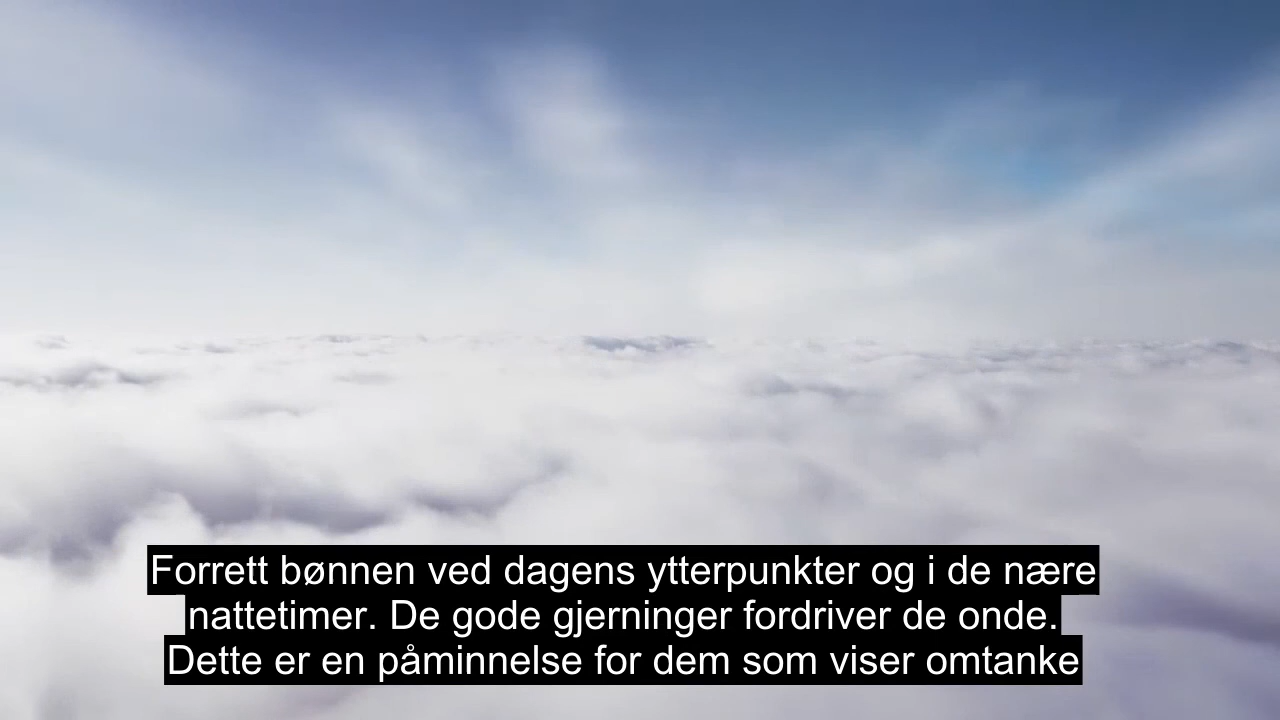 Forrett bønnen ved dagens ytterpunkter og i de nære
nattetimer. De gode gjerninger fordriver de onde.
Dette er en påminnelse for dem som viser omtanke